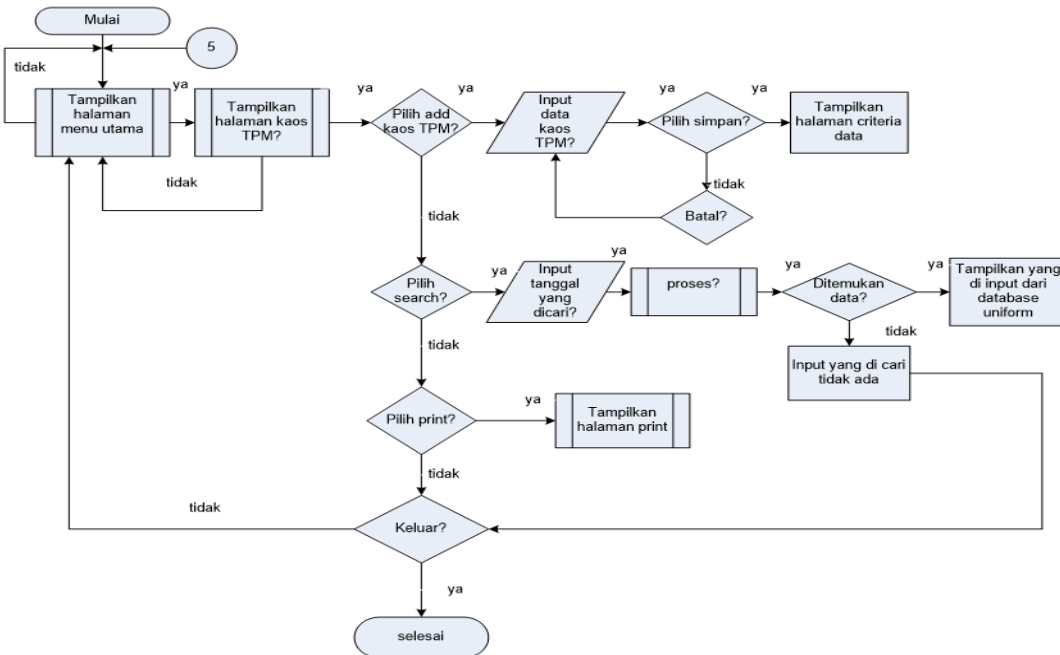 Mulai
5
tidak
Tampilkan
halaman
menu utama
ya
Tampilkan
halaman kaos
TPM?
tidak
ya
Pilih add
kaos TPM?
ya
Input
data
kaos
TPM?
ya
Pilih simpan?
ya
Tampilkan
halaman criteria
data
tidak
Batal?
tidak
Pilih
search?
ya
Input
tanggal
yang
dicari?
ya
proses?
ya
Ditemukan
data?
ya
Tampilkan yang
di input dari
database
uniform
tidak
Input yang di cari
tidak ada
tidak
Pilih print?
ya
Tampilkan
halaman print
tidak
Keluar?
tidak
ya
selesai